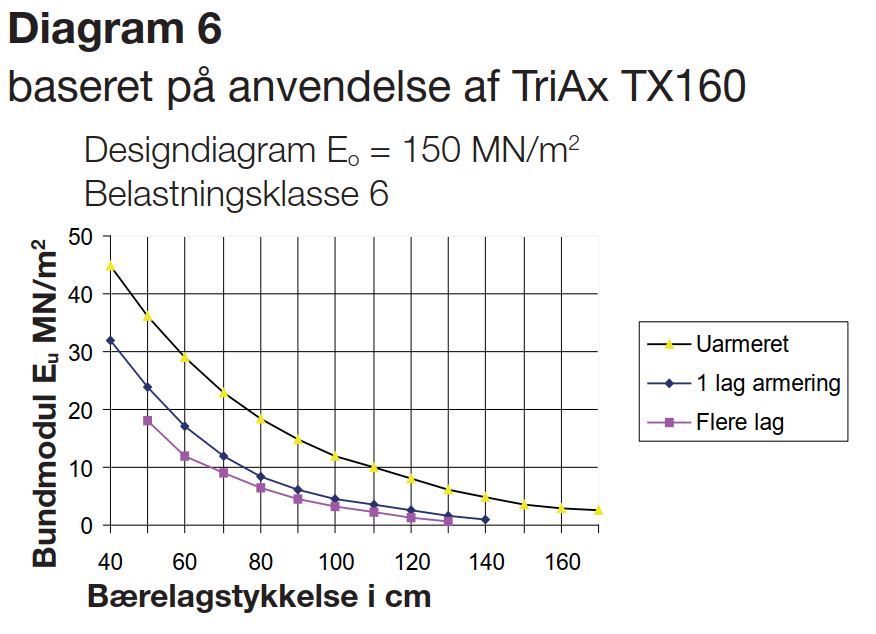 Diagram 6
baseret på anvendelse af TriAx TX160
Designdiagram Eo = 150 MN/m²
Belastningsklasse 6
Bundmodul Eu MN/m²
50
40
30
20
10
0
40 60 80 100 120 140 160
Bærelagstykkelse i cm
Uarmeret
1 lag armering
Flere lag